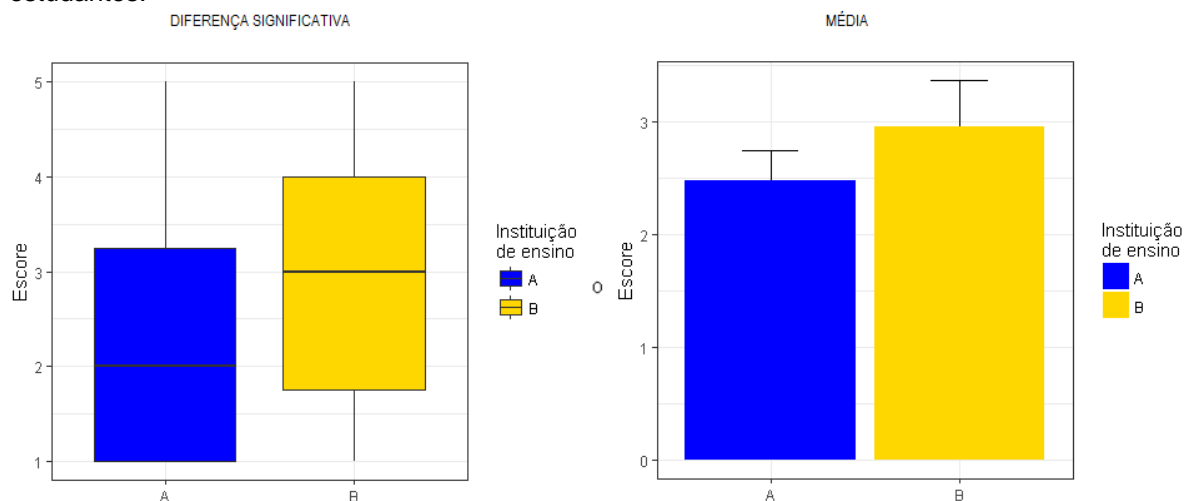 estudantes.
DIFERENÇA SIGNIFICATIVA
5
4
3
2
1
Escore
A
B
Instituição
de ensino
A
B
o
MÉDIA
3
2
1
0
Escore
A
B
Instituição
de ensino
A
B